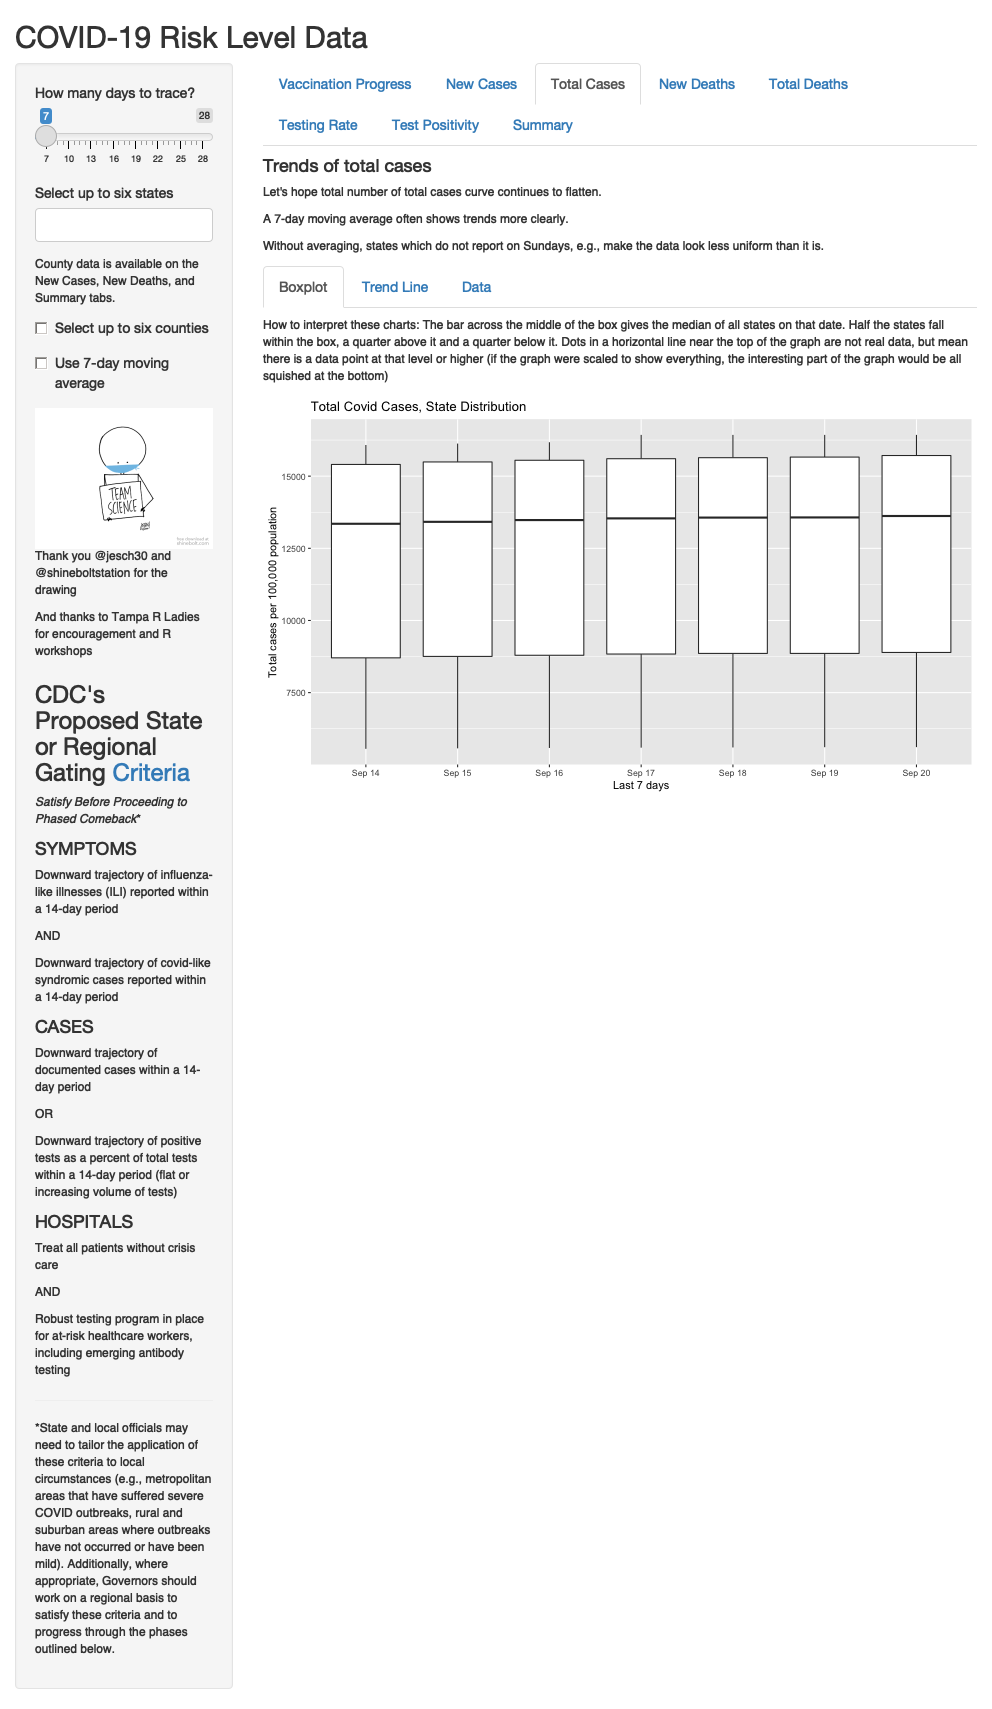 COVID-19 Risk Level Data
How many days to trace?
7 28
7 10 13 16 19 22 25 28
Select up to six states
County data is available on the
New Cases, New Deaths, and
Summary tabs.
Select up to six counties
Use 7-day moving
average
TEAM
SCIENCE
free download at
shinebolt.com
Thank you @jesch30 and
@shineboltstation for the
drawing
And thanks to Tampa R Ladies
for encouragement and R
workshops
CDC's
Proposed State
or Regional
Gating Criteria
Satisfy Before Proceeding to
Phased Comeback*
SYMPTOMS
Downward trajectory of influenza-
like illnesses (ILI) reported within
a 14-day period
AND
Downward trajectory of covid-like
syndromic cases reported within
a 14-day period
CASES
Downward trajectory of
documented cases within a 14-
day period
OR
Downward trajectory of positive
tests as a percent of total tests
within a 14-day period (flat or
increasing volume of tests)
HOSPITALS
Treat all patients without crisis
care
AND
Robust testing program in place
for at-risk healthcare workers,
including emerging antibody
testing
*State and local officials may
need to tailor the application of
these criteria to local
circumstances (e.g., metropolitan
areas that have suffered severe
COVID outbreaks, rural and
suburban areas where outbreaks
have not occurred or have been
mild). Additionally, where
appropriate, Governors should
work on a regional basis to
satisfy these criteria and to
progress through the phases
outlined below.
Vaccination Progress New Cases Total Cases New Deaths Total Deaths
Testing Rate Test Positivity Summary
Trends of total cases
Let's hope total number of total cases curve continues to flatten.
A 7-day moving average often shows trends more clearly.
Without averaging, states which do not report on Sundays, e.g., make the data look less uniform than it is.
Boxplot Trend Line Data
How to interpret these charts: The bar across the middle of the box gives the median of all states on that date. Half the states fall
within the box, a quarter above it and a quarter below it. Dots in a horizontal line near the top of the graph are not real data, but mean
there is a data point at that level or higher (if the graph were scaled to show everything, the interesting part of the graph would be all
squished at the bottom)
Total Covid Cases, State Distribution
Total cases per 100,000 population
15000
12500
10000
7500
Sep 14 Sep 15 Sep 16 Sep 17 Sep 18 Sep 19 Sep 20
Last 7 days